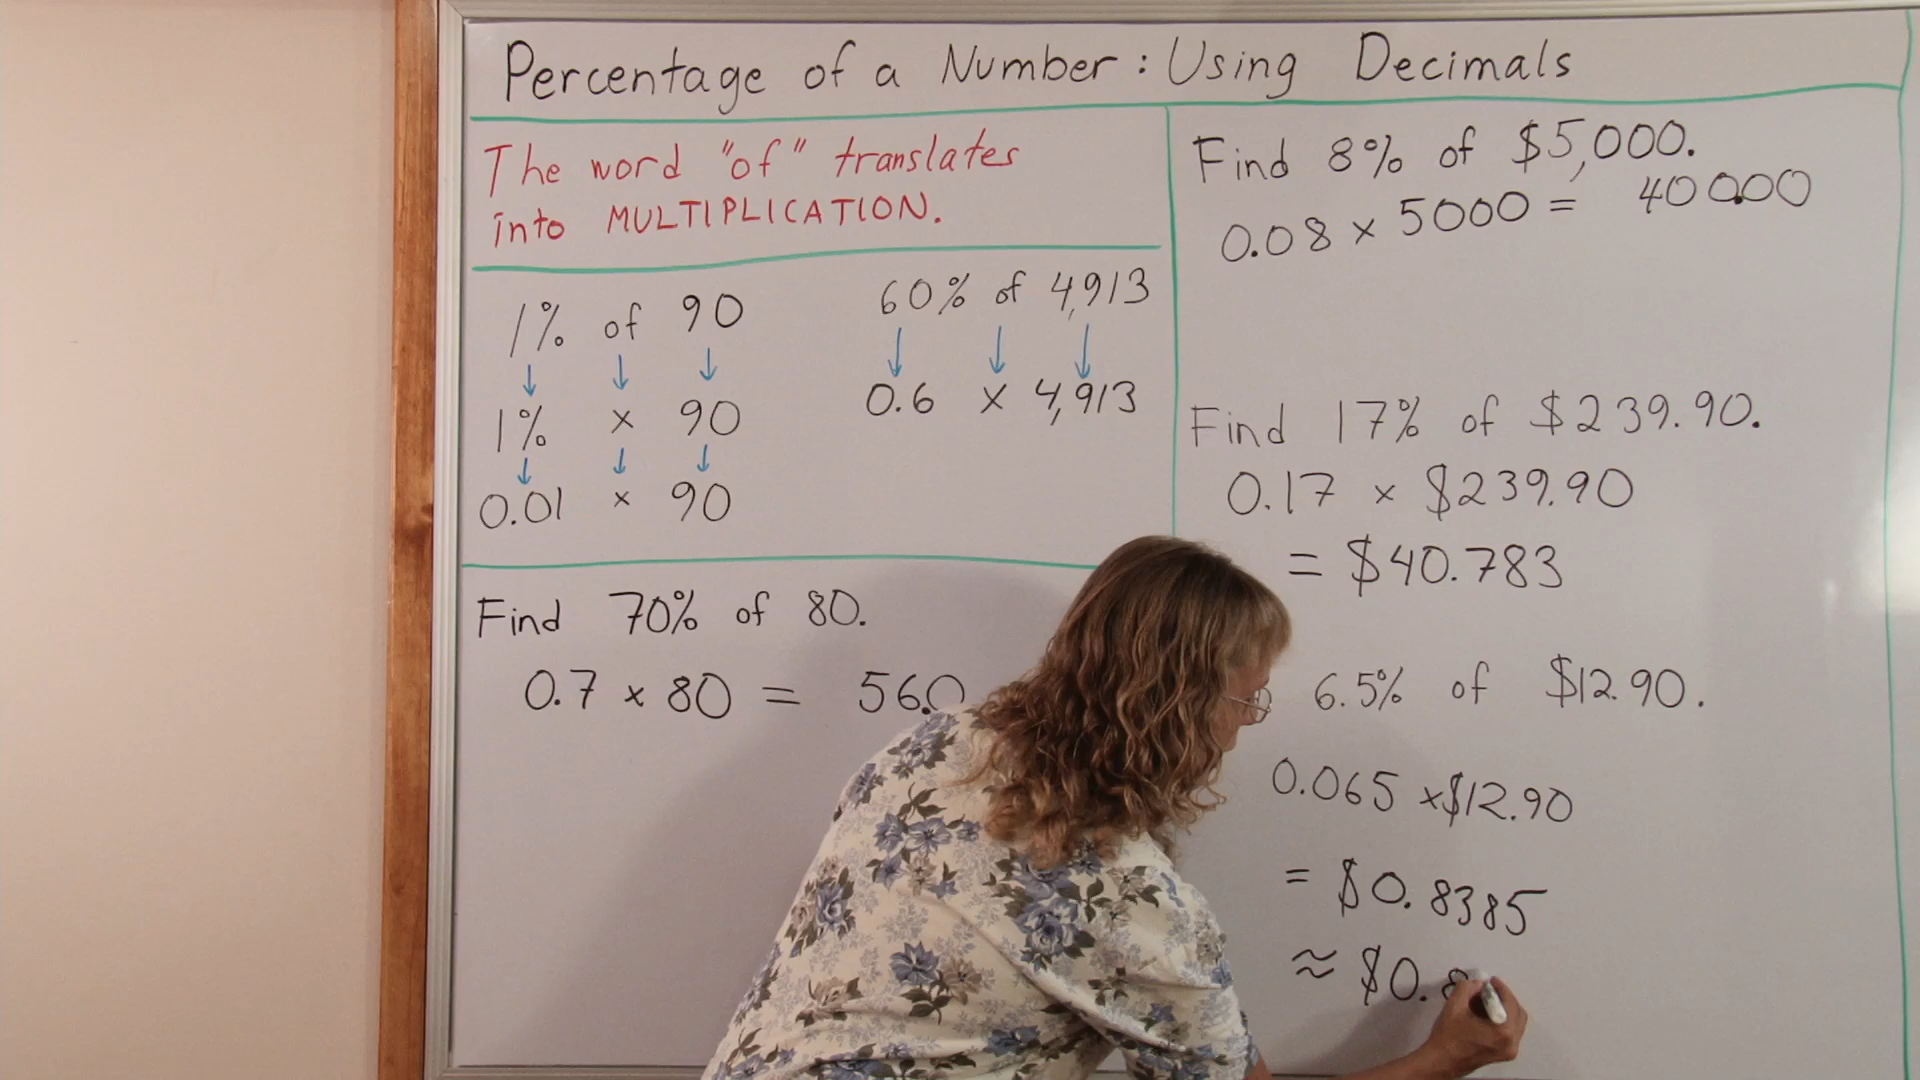 Percentage of a Number: Using Decimals
The word "of" translates
into MULTIPLICATION.
1% of 90
1% x 90
0.01 x 90
60% of 4,913
0.6 x 4,913
Find 70% of 80.
0.7 x 80 = 56.0
Find 8% of $5,000.
0.08 x 5000 = 400.00
Find 17% of $239.90.
0.17 x $239.90
= $40.783
6.5% of $12.90.
0.065 x $12.90
= $0.8385
≈ $0.8